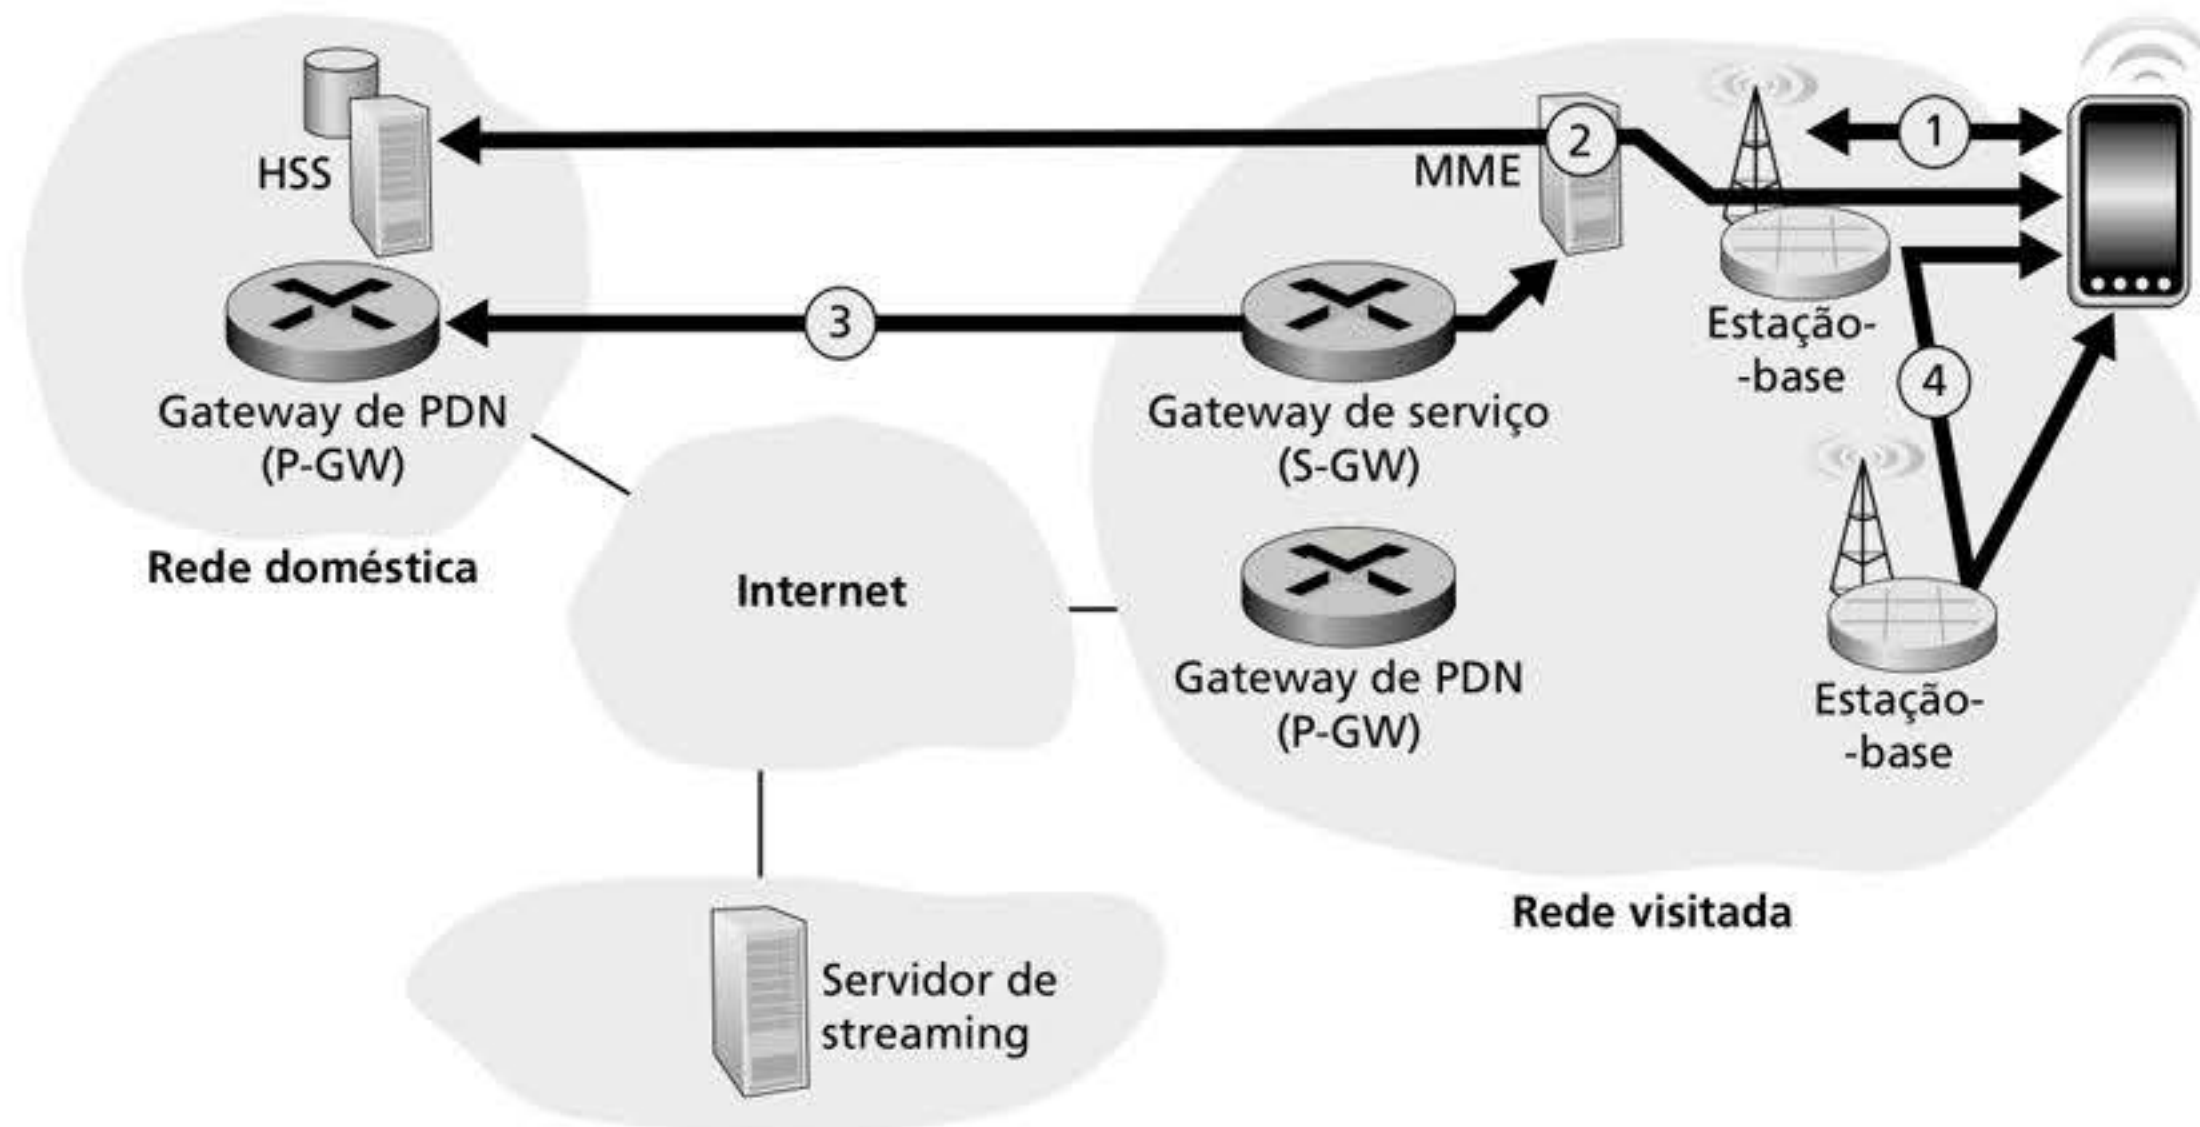 HSS
Gateway de PDN
(P-GW)
Rede doméstica
3
Internet
MME
2
1
Gateway de serviço
(S-GW)
Estação-
-base
4
Gateway de PDN
(P-GW)
Estação-
-base
Rede visitada
Servidor de
streaming